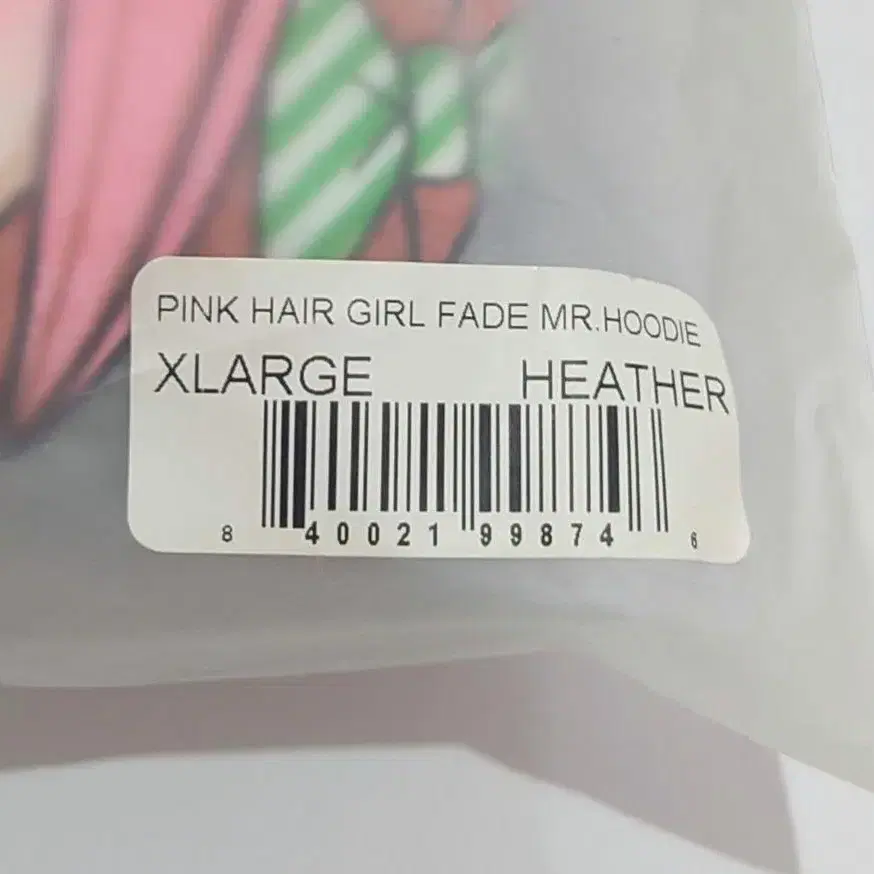 PINK HAIR GIRL FADE MR.HOODIE
XLARGE HEATHER
8 40021 99874 6